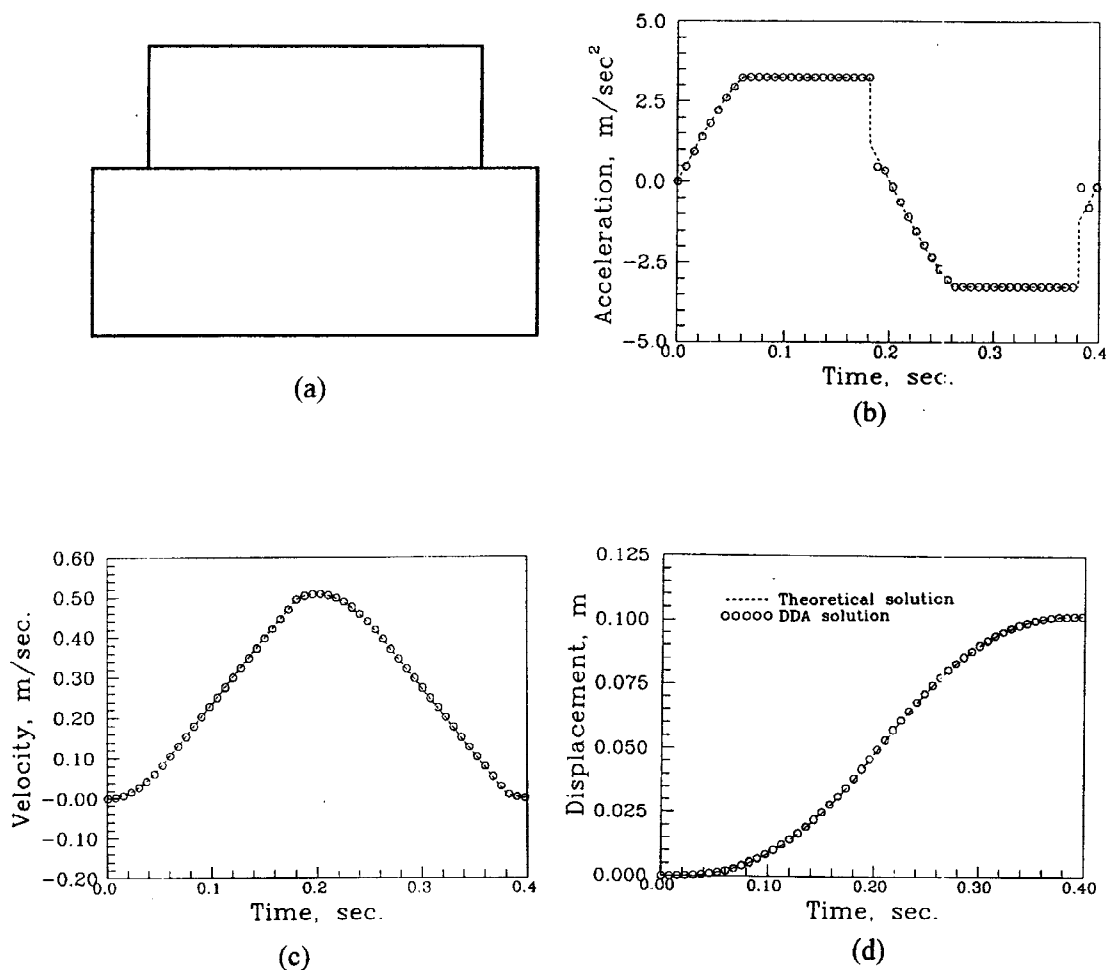 (a)
5.0
2.5
0.0
-2.5
-5.0
Acceleration, m/sec²
0.0
0.1
0.2
0.3
0.4
Time, sec.
(b)
0.60
0.50
0.40
0.30
0.20
0.10
-0.00
-0.10
-0.20
Velocity, m/sec.
0.0
0.1
0.2
0.3
0.4
Time, sec.
(c)
0.125
0.100
0.075
0.050
0.025
0.000
Displacement, m
Theoretical solution
DDA solution
0.00
0.10
0.20
0.30
0.40
Time, sec.
(d)